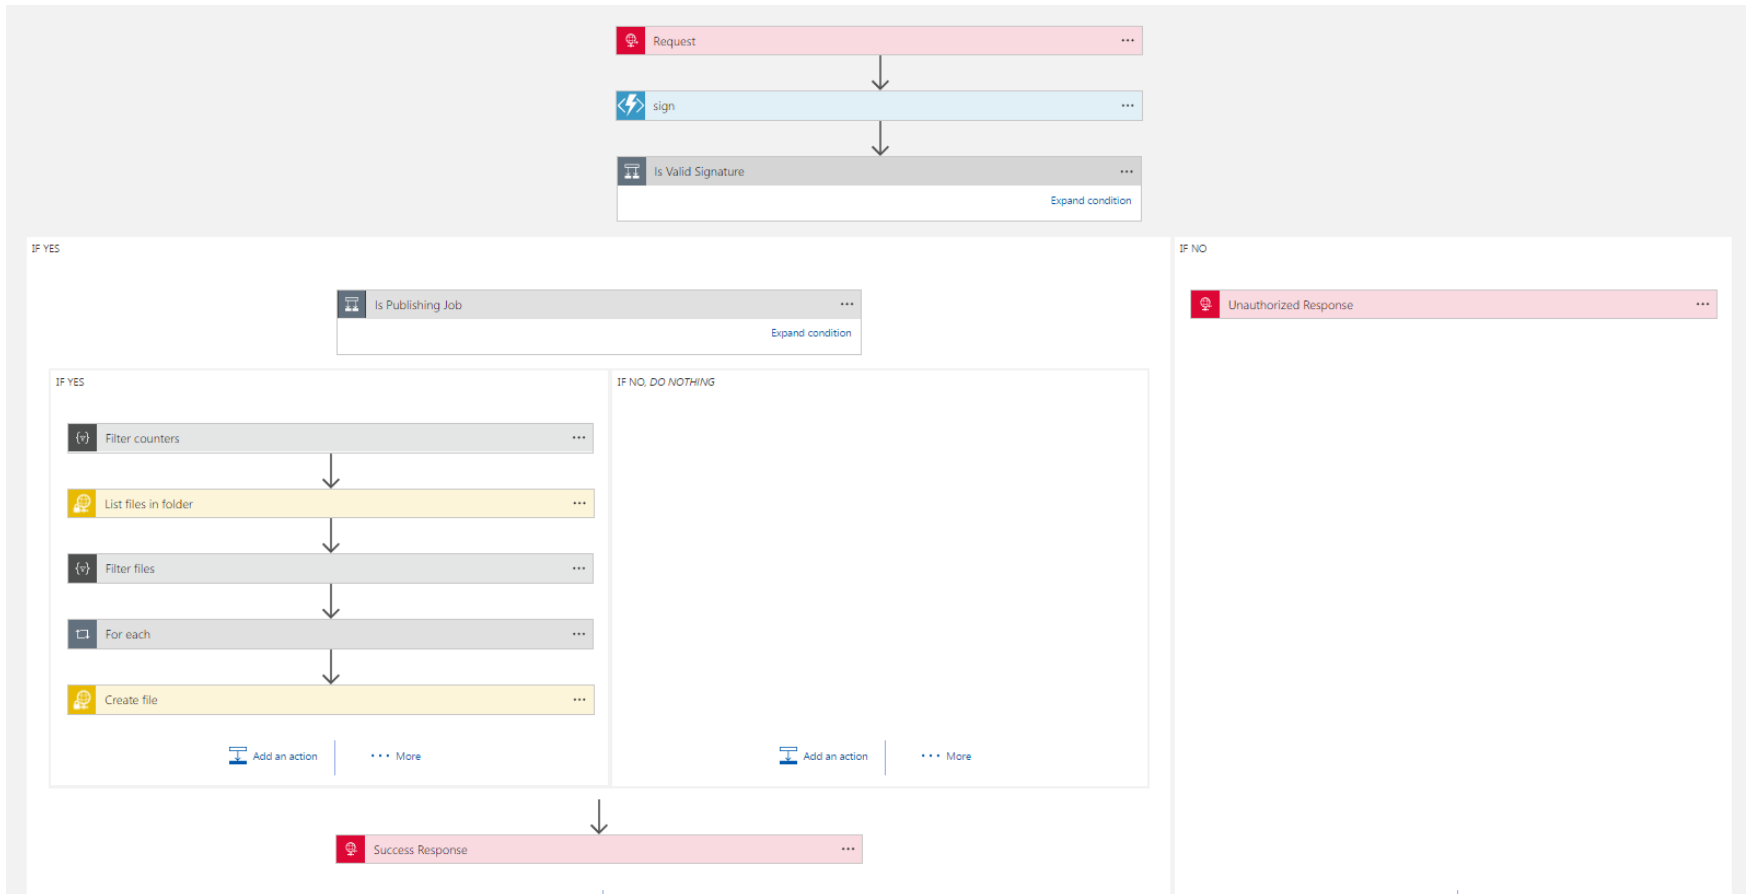 Request
sign
Is Valid Signature
Expand condition
IF YES
IF NO
Is Publishing Job
Expand condition
Unauthorized Response
IF YES
IF NO, DO NOTHING
Filter counters
List files in folder
Filter files
For each
Create file
Add an action
More
Add an action
More
Success Response